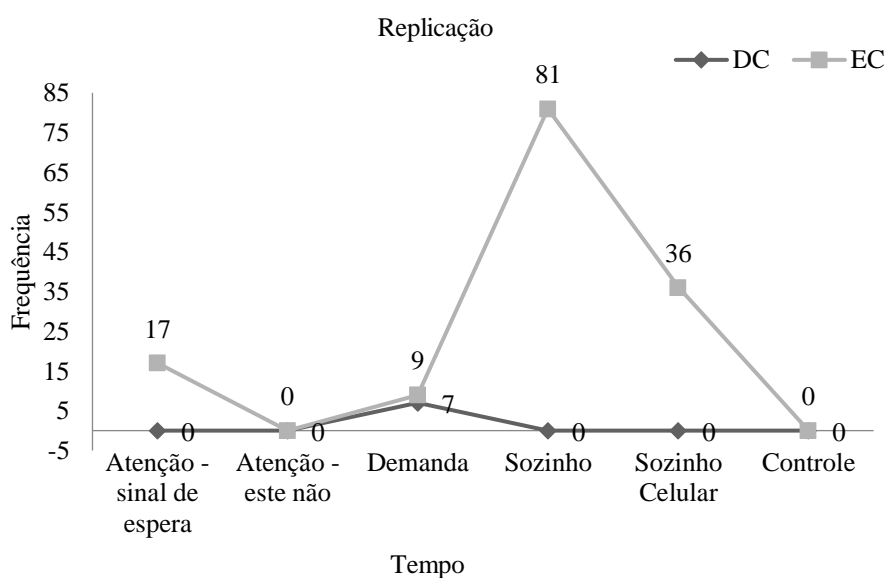 Replicação
DC EC
85
75
65
55
45
35
25
15
5
-5
Frequência
17
0
9
81
36
0
0
0
7
0
0
0
Atenção -
sinal de
espera
Atenção -
este não
Demanda
Sozinho
Sozinho
Celular
Controle
Tempo